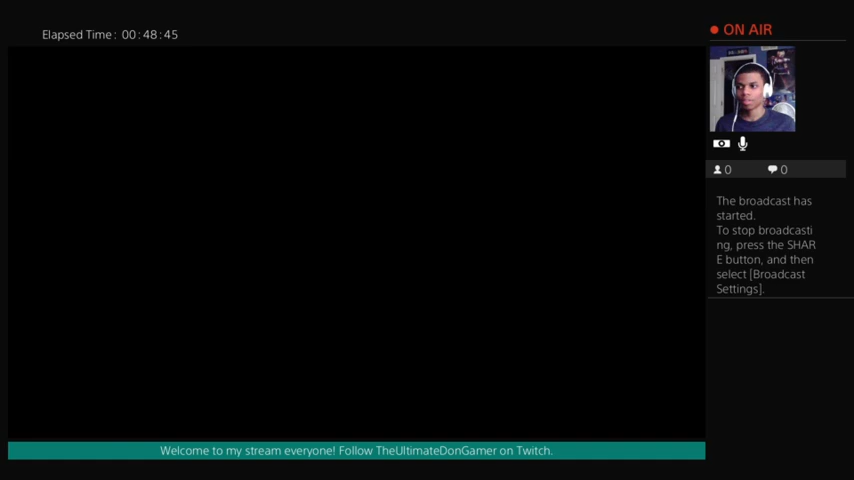 Elapsed Time: 00:48:45
ON AIR
0 0
The broadcast has
started.
To stop broadcasti
ng, press the SHAR
E button, and then
select [Broadcast
Settings].
Welcome to my stream everyone! Follow TheUltimateDonGamer on Twitch.